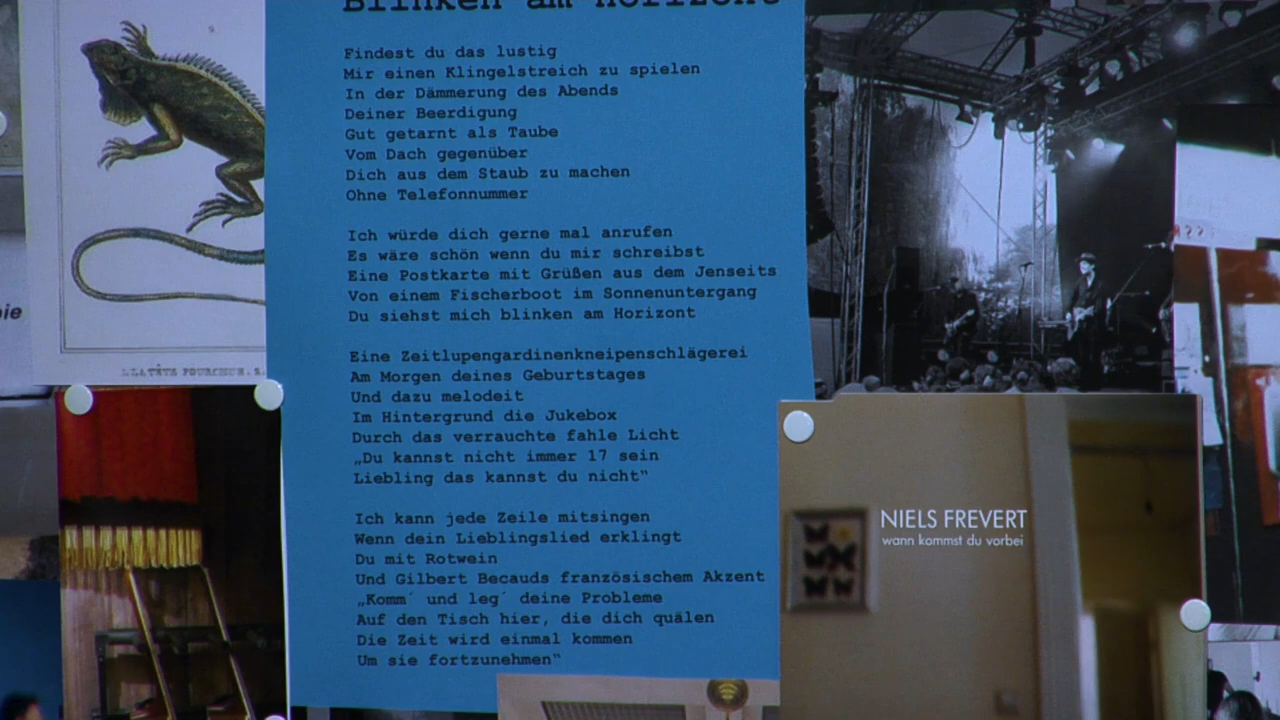 Blinken am Horizont
Findest du das lustig
Mir einen Klingelstreich zu spielen
In der Dämmerung des Abends
Deiner Beerdigung
Gut getarnt als Taube
Vom Dach gegenüber
Dich aus dem Staub zu machen
Ohne Telefonnummer
Ich würde dich gerne mal anrufen
Es wäre schön wenn du mir schreibst
Eine Postkarte mit Grüßen aus dem Jenseits
Von einem Fischerboot im Sonnenuntergang
Du siehst mich blinken am Horizont
Eine Zeitlupengardinenkneipenschlägerei
Am Morgen deines Geburtstages
Und dazu melodeit
Im Hintergrund die Jukebox
Durch das verrauchte fahle Licht
„Du kannst nicht immer 17 sein
Liebling das kannst du nicht"
Ich kann jede Zeile mitsingen
Wenn dein Lieblingslied erklingt
Du mit Rotwein
Und Gilbert Becauds französischem Akzent
„Komm´ und leg´ deine Probleme
Auf den Tisch hier, die dich quälen
Die Zeit wird einmal kommen
Um sie fortzunehmen"
NIELS FREVERT
wann kommst du vorbei